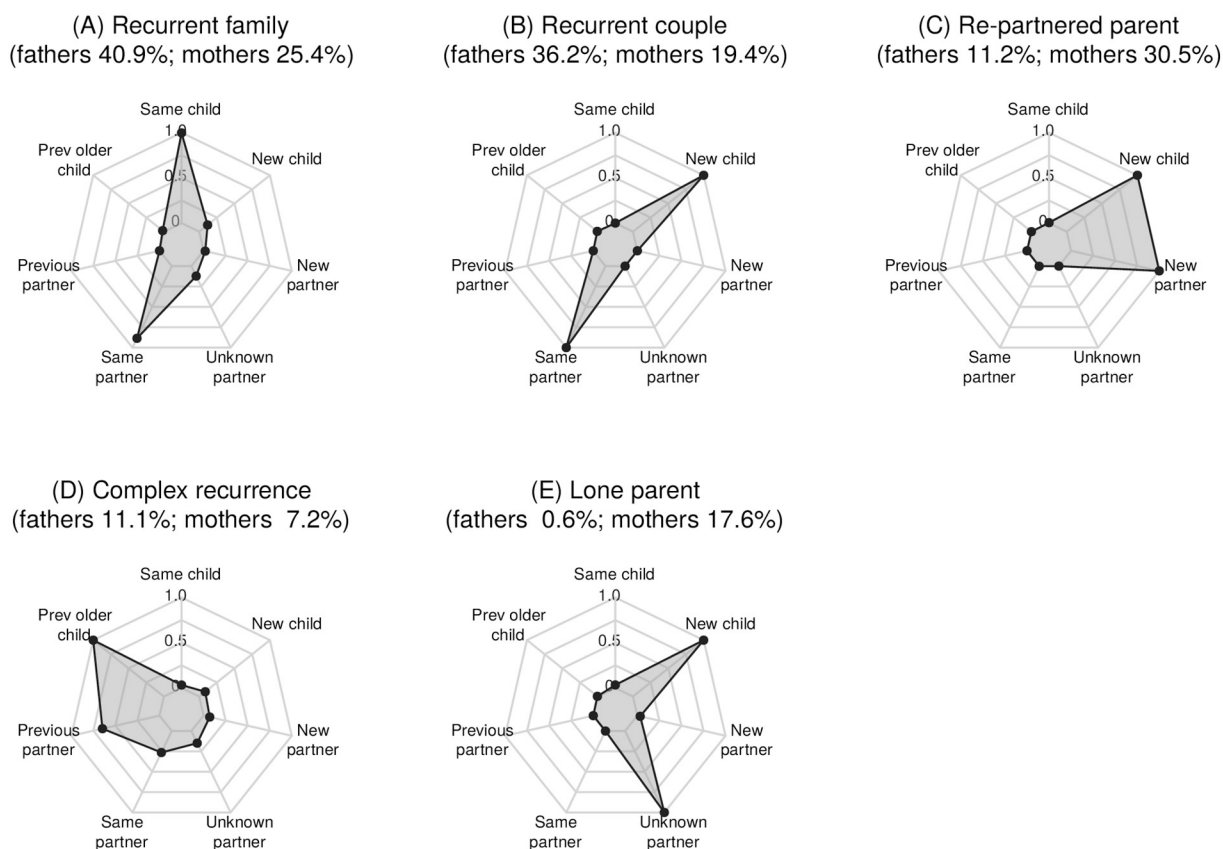 (A) Recurrent family
(fathers 40.9%; mothers 25.4%)
Same child
1.0
Prev older
child
New child
0.5
0
Previous
partner
New
partner
Same
partner
Unknown
partner
(B) Recurrent couple
(fathers 36.2%; mothers 19.4%)
Same child
1.0
Prev older
child
New child
0.5
0
Previous
partner
New
partner
Same
partner
Unknown
partner
(C) Re-partnered parent
(fathers 11.2%; mothers 30.5%)
Same child
1.0
Prev older
child
New child
0.5
0
Previous
partner
New
partner
Same
partner
Unknown
partner
(D) Complex recurrence
(fathers 11.1%; mothers 7.2%)
Same child
1.0
Prev older
child
New child
0.5
0
Previous
partner
New
partner
Same
partner
Unknown
partner
(E) Lone parent
(fathers 0.6%; mothers 17.6%)
Same child
1.0
Prev older
child
New child
0.5
0
Previous
partner
New
partner
Same
partner
Unknown
partner